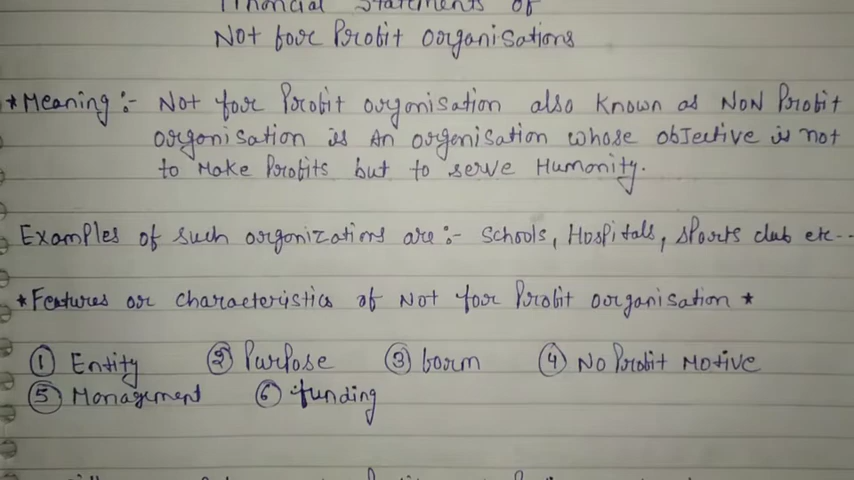 Financial Statements of
Not for Profit Organisations
* Meaning :- Not for Profit organisation also known as NON Profit
organisation is An organisation whose objective is not
to Make Profits but to serve Humanity.
Examples of such organizations are :- Schools, Hospitals, Sports club etc--
* Features or characteristics of Not for Profit Organisation *
① Entity ② Purpose ③ form ④ No Profit Motive
⑤ Management ⑥ funding